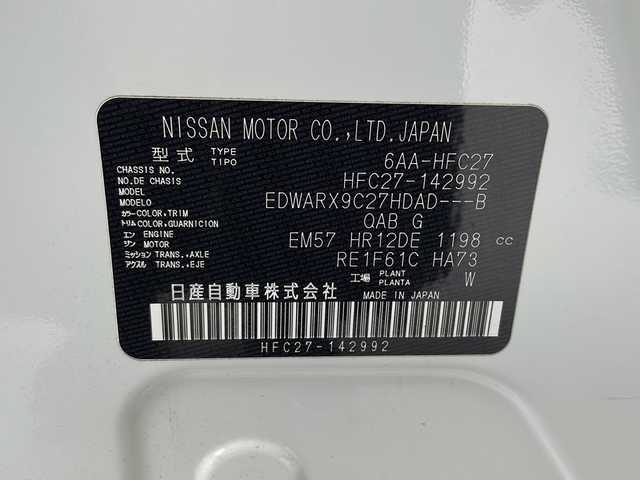 NISSAN MOTOR CO.,LTD.JAPAN
型式 TYPE TIPO 6AA-HFC27
CHASSIS NO.
NO.DE CHASIS HFC27-142992
MODEL
MODELO EDWARX9C27HDAD---B
カラー COLOR,TRIM
トリム COLOR,GUARNICION QAB G
エン ENGINE
ジン MOTOR EM57 HR12DE 1198 cc
ミッション TRANS.,AXLE
アクスル TRANS.,EJE RE1F61C HA73
工場 PLANT PLANTA W
日産自動車株式会社 MADE IN JAPAN
HFC27-142992